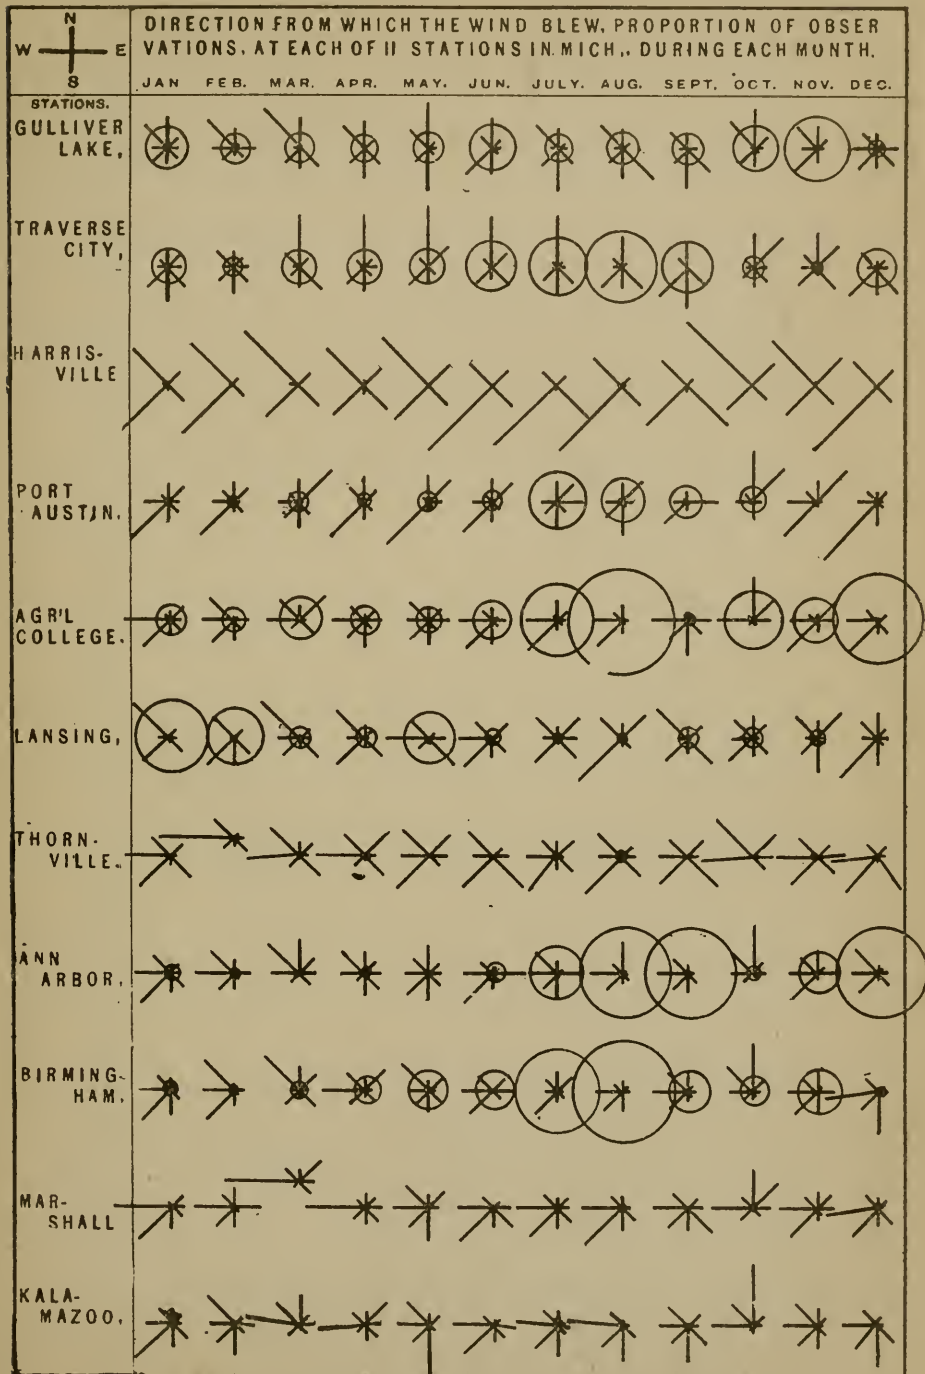 N
W E
S
DIRECTION FROM WHICH THE WIND BLEW, PROPORTION OF OBSER
VATIONS, AT EACH OF 11 STATIONS IN MICH., DURING EACH MONTH.
JAN FEB. MAR. APR. MAY. JUN. JULY. AUG. SEPT. OCT. NOV. DEC.
STATIONS.
GULLIVER
LAKE,
TRAVERSE
CITY,
HARRIS-
VILLE
PORT
AUSTIN.
AGR'L
COLLEGE.
LANSING,
THORN-
VILLE.
ANN
ARBOR,
BIRMING-
HAM,
MAR-
SHALL
KALA-
MAZOO,